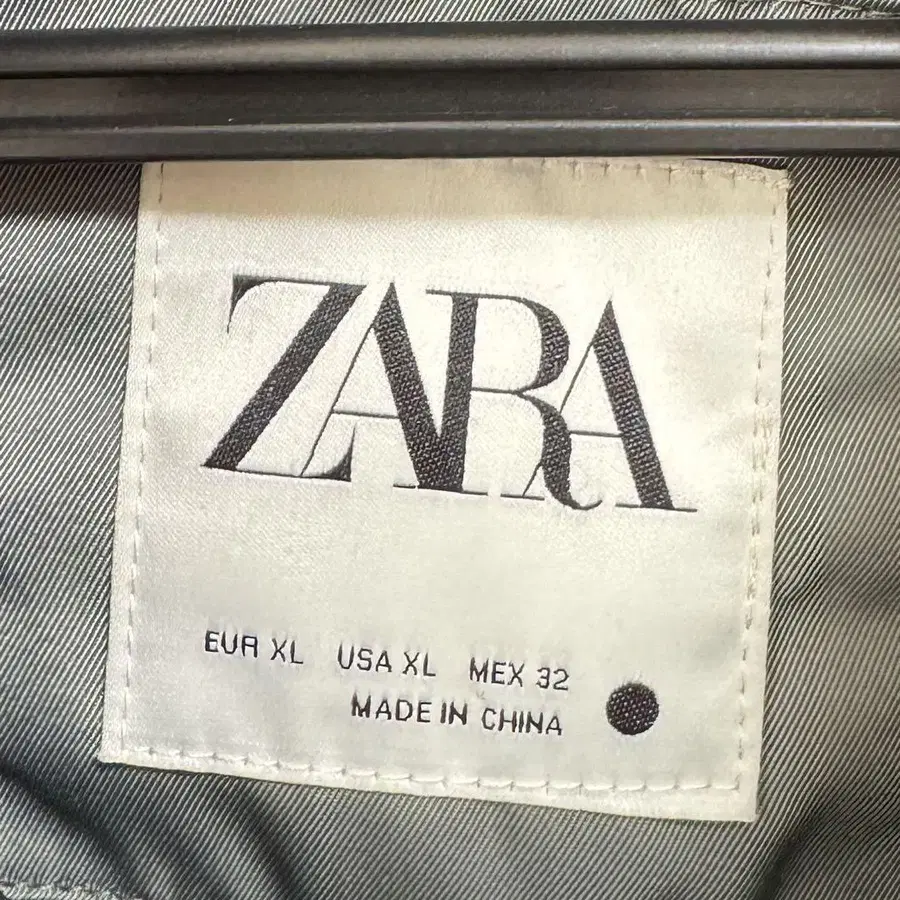 ZARA
EUR XL USA XL MEX 32
MADE IN CHINA